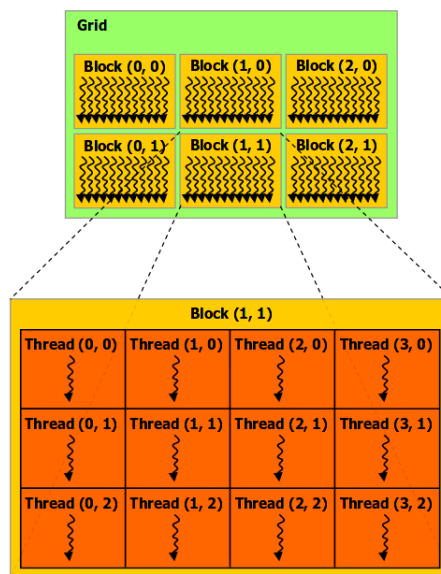 Grid
Block (0, 0) Block (1, 0) Block (2, 0)
Block (0, 1) Block (1, 1) Block (2, 1)
Block (1, 1)
Thread (0, 0) Thread (1, 0) Thread (2, 0) Thread (3, 0)
Thread (0, 1) Thread (1, 1) Thread (2, 1) Thread (3, 1)
Thread (0, 2) Thread (1, 2) Thread (2, 2) Thread (3, 2)